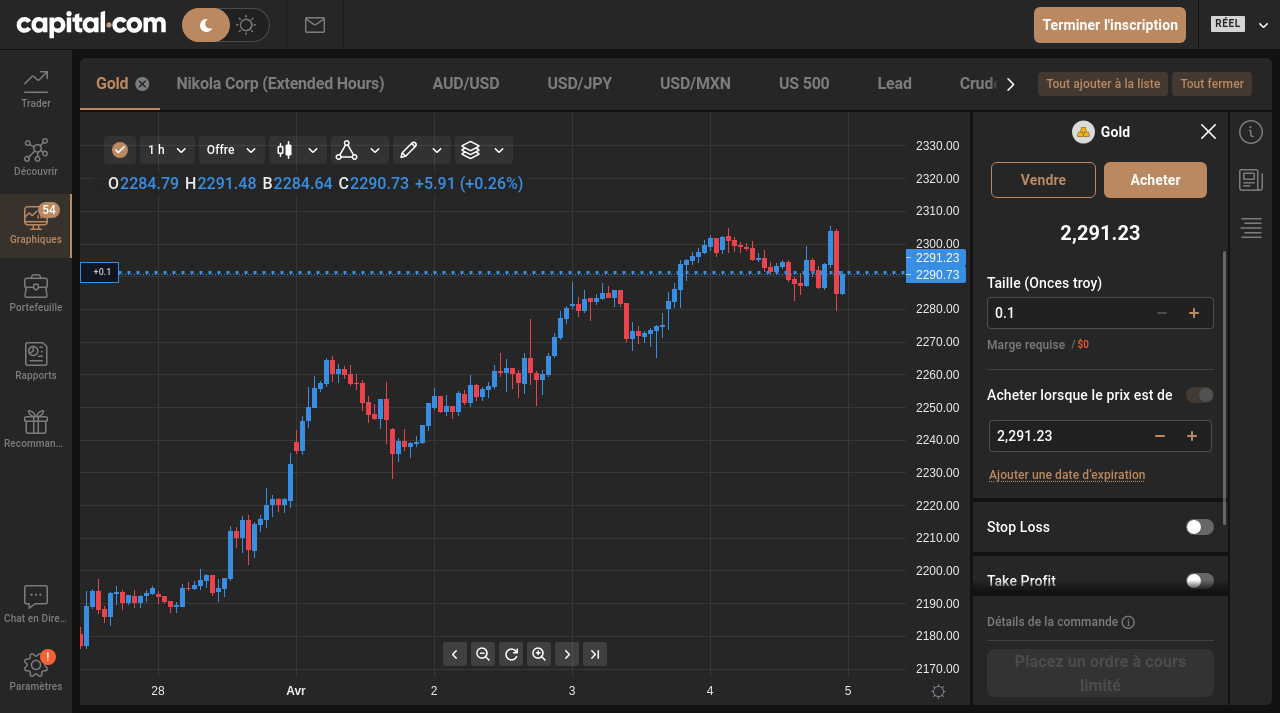 capital.com
Terminer l'inscription
RÉEL
Trader
Découvrir
54
Graphiques
Portefeuille
Rapports
Recomman...
Chat en Dire...
!
Paramètres
Gold
Nikola Corp (Extended Hours)
AUD/USD
USD/JPY
USD/MXN
US 500
Lead
Crude
Tout ajouter à la liste
Tout fermer
1 h
Offre
O2284.79 H2291.48 B2284.64 C2290.73 +5.91 (+0.26%)
+0.1
2330.00
2320.00
2310.00
2300.00
2291.23
2290.73
2280.00
2270.00
2260.00
2250.00
2240.00
2230.00
2220.00
2210.00
2200.00
2190.00
2180.00
2170.00
28
Avr
2
3
4
5
Gold
Vendre
Acheter
2,291.23
Taille (Onces troy)
0.1
Marge requise / $0
Acheter lorsque le prix est de
2,291.23
Ajouter une date d'expiration
Stop Loss
Take Profit
Détails de la commande
Placez un ordre à cours
limité